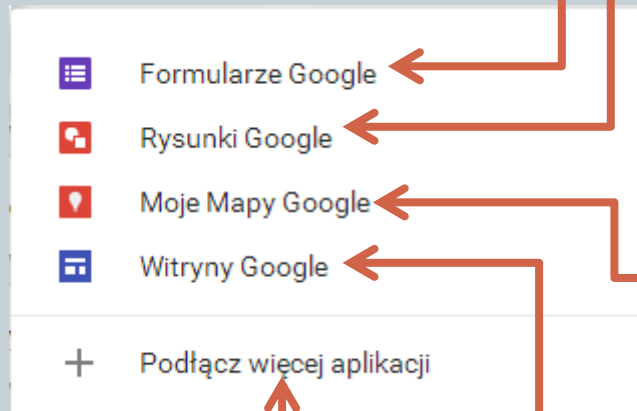 Formularze Google
Rysunki Google
Moje Mapy Google
Witryny Google
Podłącz więcej aplikacji